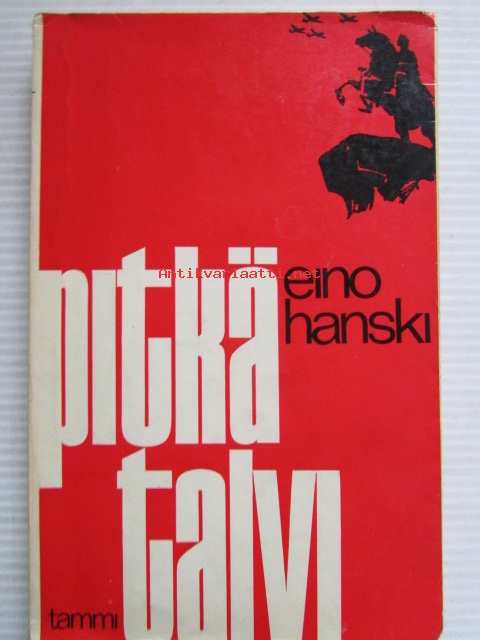 pitkä
talvi
eino
hanski
tammi
Antikvariaatti.net